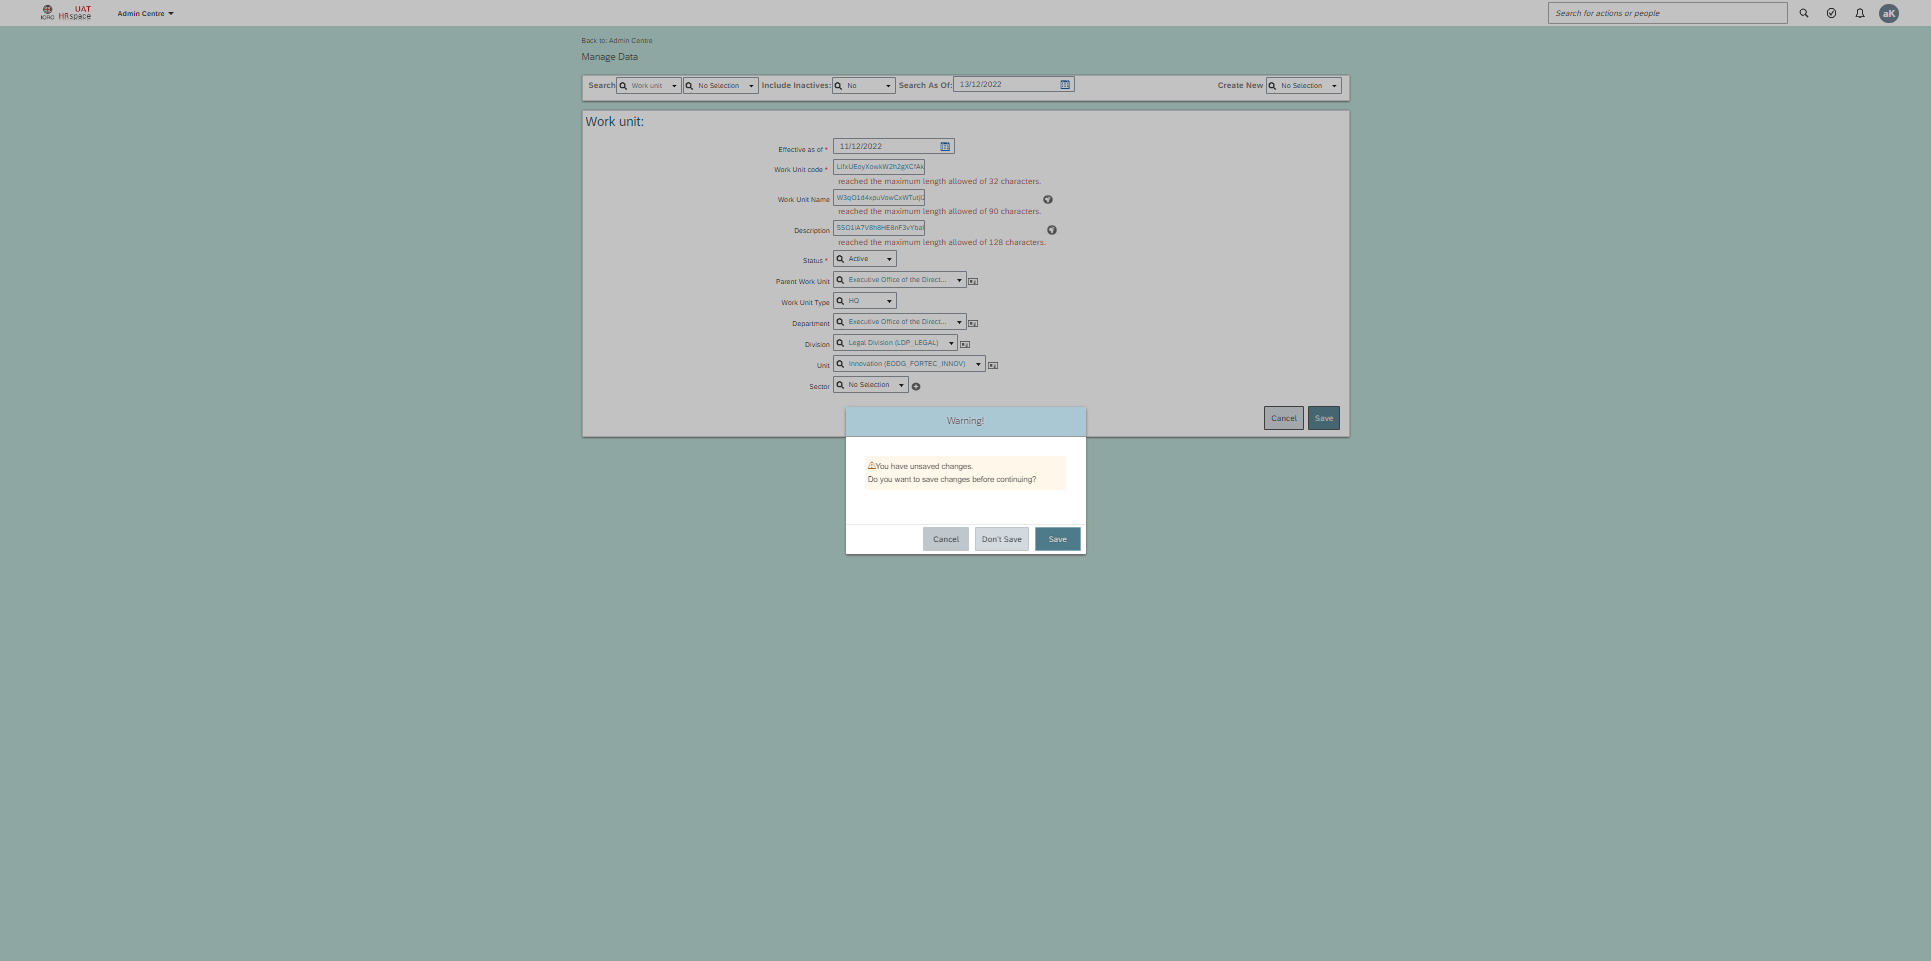 ICRC
UAT
HRspace
Admin Centre
Search for actions or people
aK
Back to: Admin Centre
Manage Data
Search Work unit No Selection Include Inactives: No Search As Of: 13/12/2022 Create New No Selection
Work unit:
Effective as of * 11/12/2022
Work Unit code *
reached the maximum length allowed of 32 characters.
Work Unit Name
reached the maximum length allowed of 90 characters.
Description
reached the maximum length allowed of 128 characters.
Status * Active
Parent Work Unit Executive Office of the Direct...
Work Unit Type HQ
Department Executive Office of the Direct...
Division Legal Division (LDP_LEGAL)
Unit Innovation (EODG_FORTEC_INNOV)
Sector No Selection
Cancel Save
Warning!
You have unsaved changes.
Do you want to save changes before continuing?
Cancel Don't Save Save